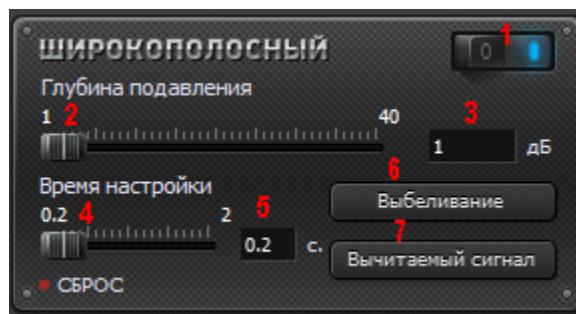 ШИРОКОПОЛОСНЫЙ
1
0
Глубина подавления
1 2 40 3
1 дБ
Время настройки
6
Выбеливание
0.2 4 2 5
0.2 с.
7
Вычитаемый сигнал
СБРОС